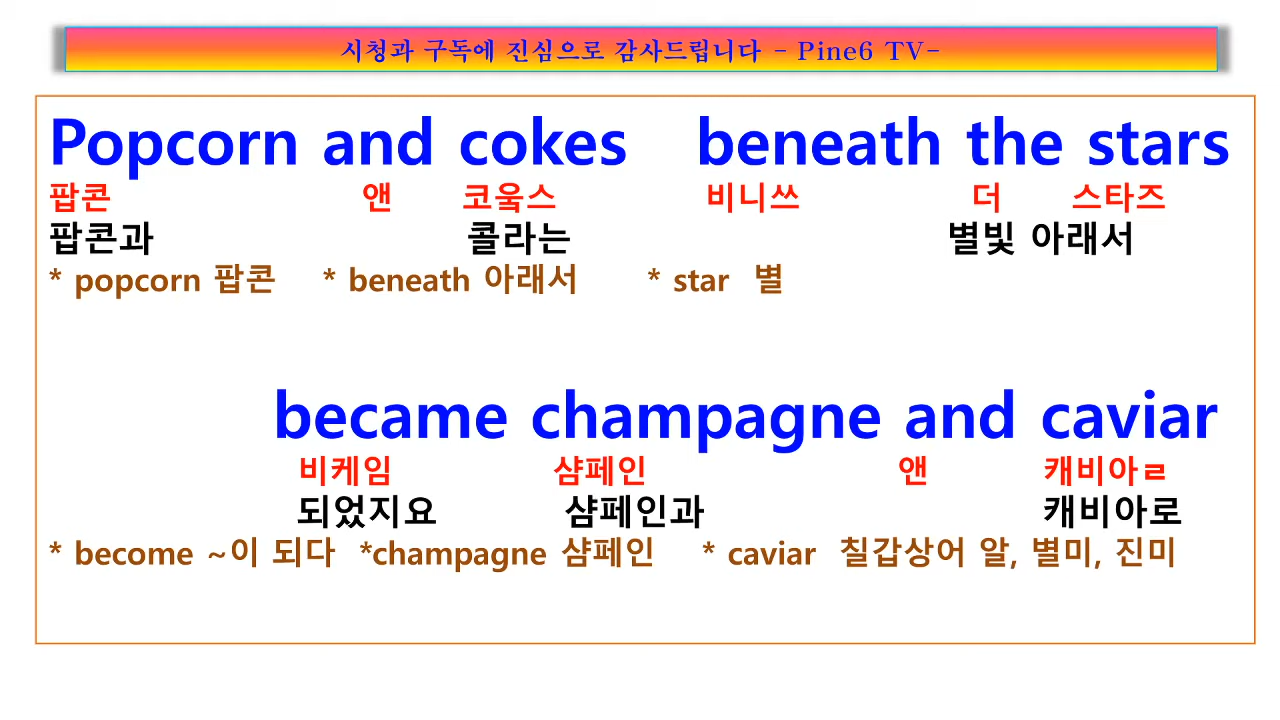 시청과 구독에 진심으로 감사드립니다 - Pine6 TV-
Popcorn and cokes beneath the stars
팝콘 앤 코욱스 비니쓰 더 스타즈
팝콘과 콜라는 별빛 아래서
* popcorn 팝콘 * beneath 아래서 * star 별
became champagne and caviar
비케임 샴페인 앤 캐비아ㄹ
되었지요 샴페인과 캐비아로
* become ~이 되다 *champagne 샴페인 * caviar 칠갑상어 알, 별미, 진미